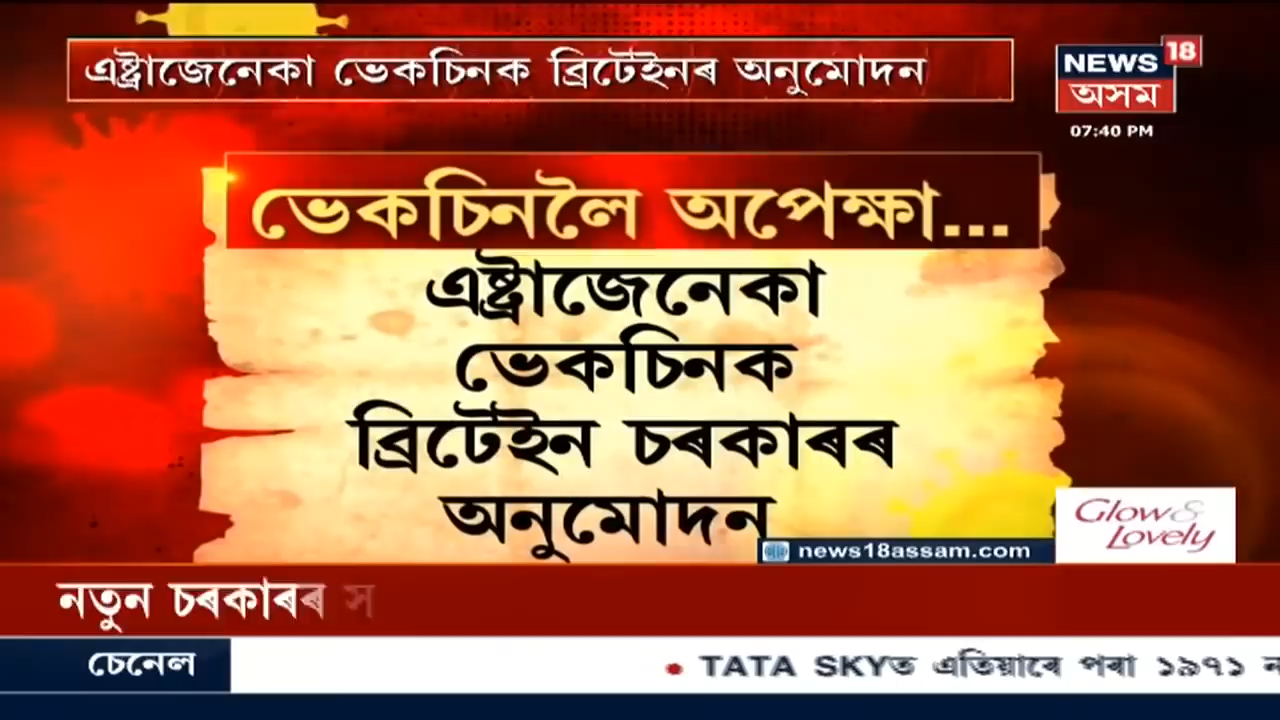 এষ্ট্ৰাজেনেকা ভেকচিনক ব্ৰিটেইনৰ অনুমোদন
NEWS 18
অসম
07:40 PM
ভেকচিনলৈ অপেক্ষা...
এষ্ট্ৰাজেনেকা
ভেকচিনক
ব্ৰিটেইন চৰকাৰৰ
অনুমোদন
news18assam.com
Glow &
Lovely
নতুন চৰকাৰৰ স
চেনেল
• TATA SKYত এতিয়াৰে পৰা ১৯৭১ ন